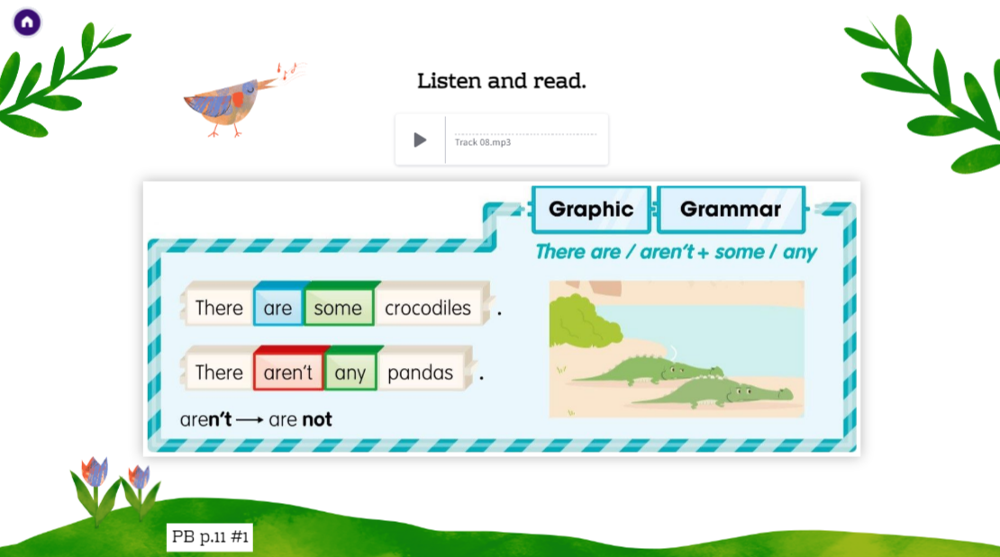 Listen and read.
Track 08.mp3
Graphic Grammar
There are / aren't + some / any
There are some crocodiles .
There aren't any pandas .
aren't → are not
PB p.11 #1